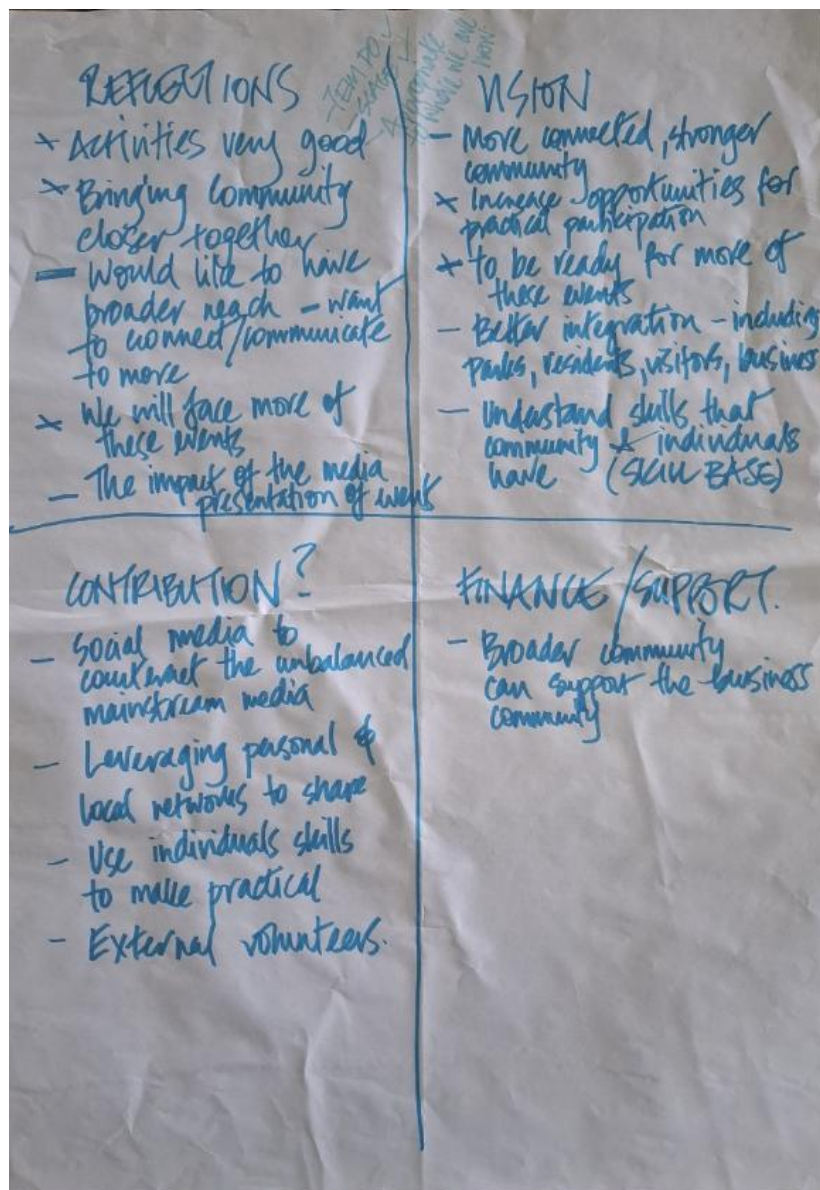 REFLECTIONS
x Activities very good
x Bringing Community
closer together
- Would like to have
broader reach - want
to connect/communicate
to more
x We will face more of
these events
- The impact of the media
presentation of event
TEMPO ✓
VISION
- More connected, stronger
community
x Increase opportunities for
practical participation
x to be ready for more of
these events
- Better integration - including
Parks, residents, visitors, business
- Understand skills that
community & individuals
have (SKILL BASE)
CONTRIBUTION?
- Social media to
counteract the unbalanced
mainstream media
- Leveraging personal &
local networks to share
- Use individuals skills
to make practical
- External volunteers.
FINANCE/SUPPORT.
- Broader community
can support the business
community